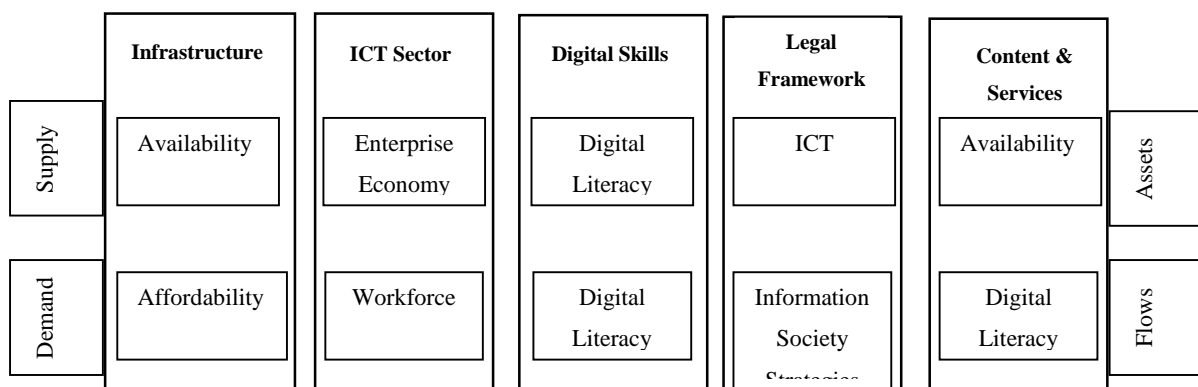 Infrastructure
ICT Sector
Digital Skills
Legal
Framework
Content &
Services
Supply
Availability
Enterprise
Economy
Digital
Literacy
ICT
Availability
Assets
Demand
Affordability
Workforce
Digital
Literacy
Information
Society
Strategies
Digital
Literacy
Flows